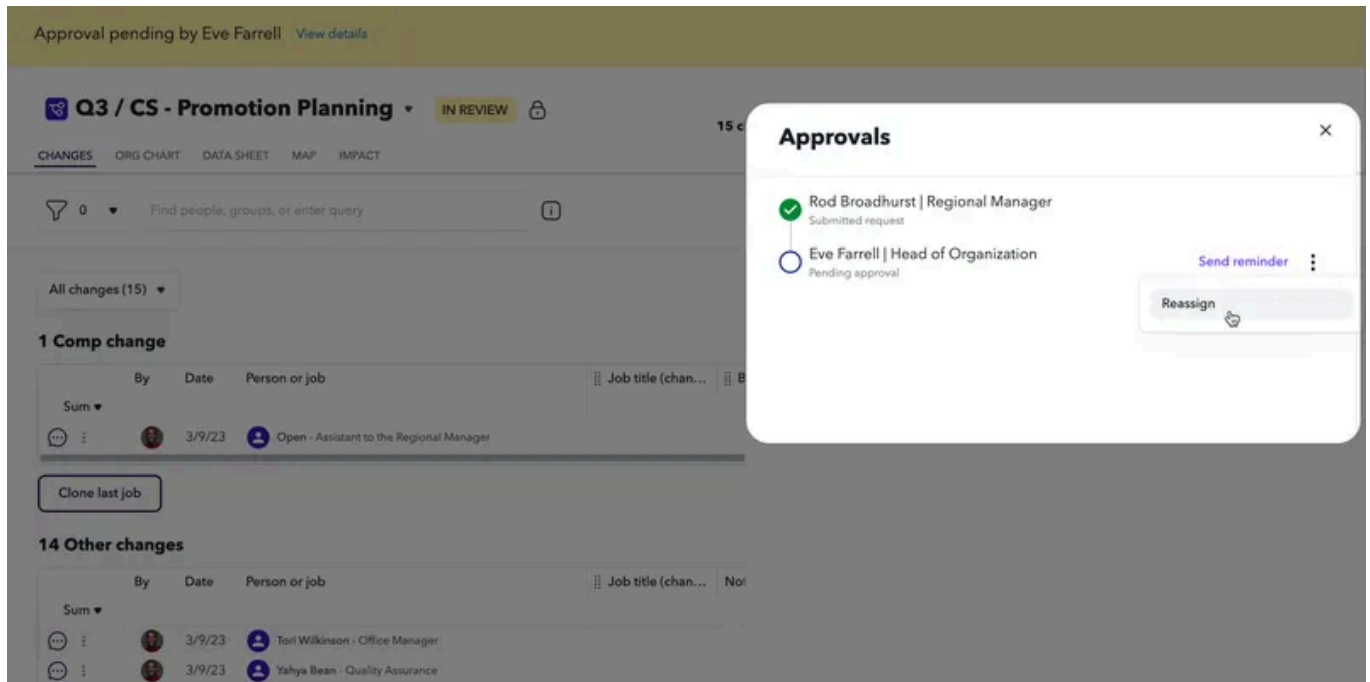 Approval pending by Eve Farrell View details
Q3 / CS - Promotion Planning IN REVIEW
15 c
CHANGES ORG CHART DATA SHEET MAP IMPACT
0 Find people, groups, or enter query
All changes (15)
1 Comp change
By Date Person or job Job title (chan... B
Sum
3/9/23 Open - Assistant to the Regional Manager
Clone last job
14 Other changes
By Date Person or job Job title (chan... Not
Sum
3/9/23 Tori Wilkinson - Office Manager
3/9/23 Yahya Bean - Quality Assurance
Approvals
Rod Broadhurst | Regional Manager
Submitted request
Eve Farrell | Head of Organization
Pending approval
Send reminder
Reassign